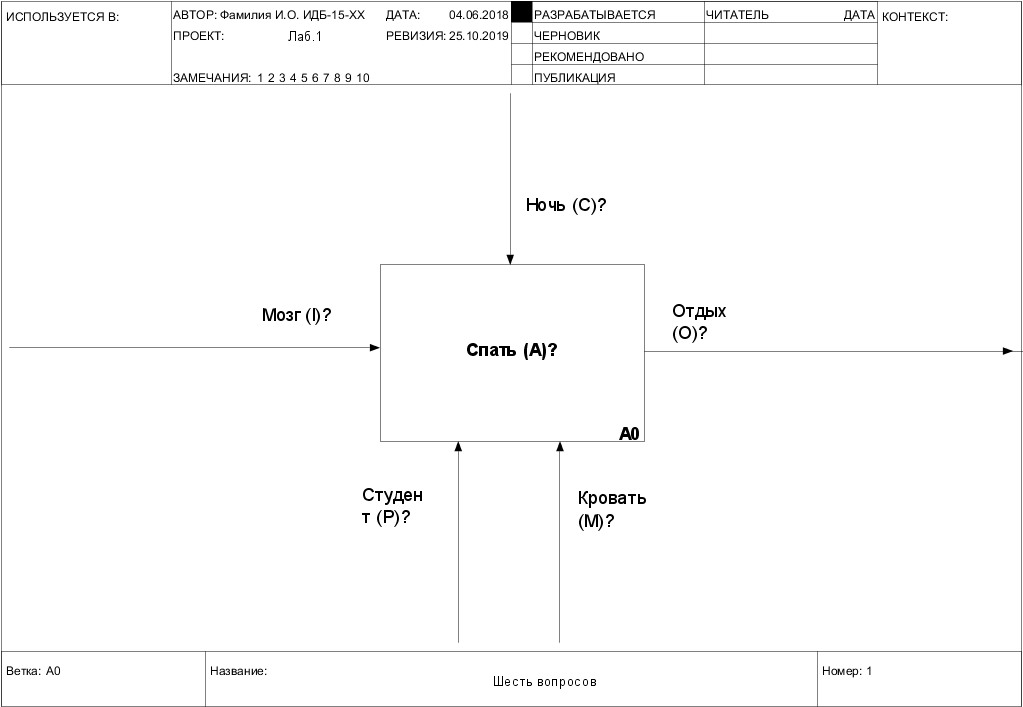 ИСПОЛЬЗУЕТСЯ В:
АВТОР: Фамилия И.О. ИДБ-15-ХХ
ДАТА: 04.06.2018
ПРОЕКТ: Лаб.1
РЕВИЗИЯ: 25.10.2019
ЗАМЕЧАНИЯ: 1 2 3 4 5 6 7 8 9 10
РАЗРАБАТЫВАЕТСЯ
ЧЕРНОВИК
РЕКОМЕНДОВАНО
ПУБЛИКАЦИЯ
ЧИТАТЕЛЬ ДАТА
КОНТЕКСТ:
Ночь (C)?
Мозг (I)?
Отдых
(O)?
Спать (A)?
A0
Студен
т (P)?
Кровать
(M)?
Ветка: A0
Название:
Шесть вопросов
Номер: 1